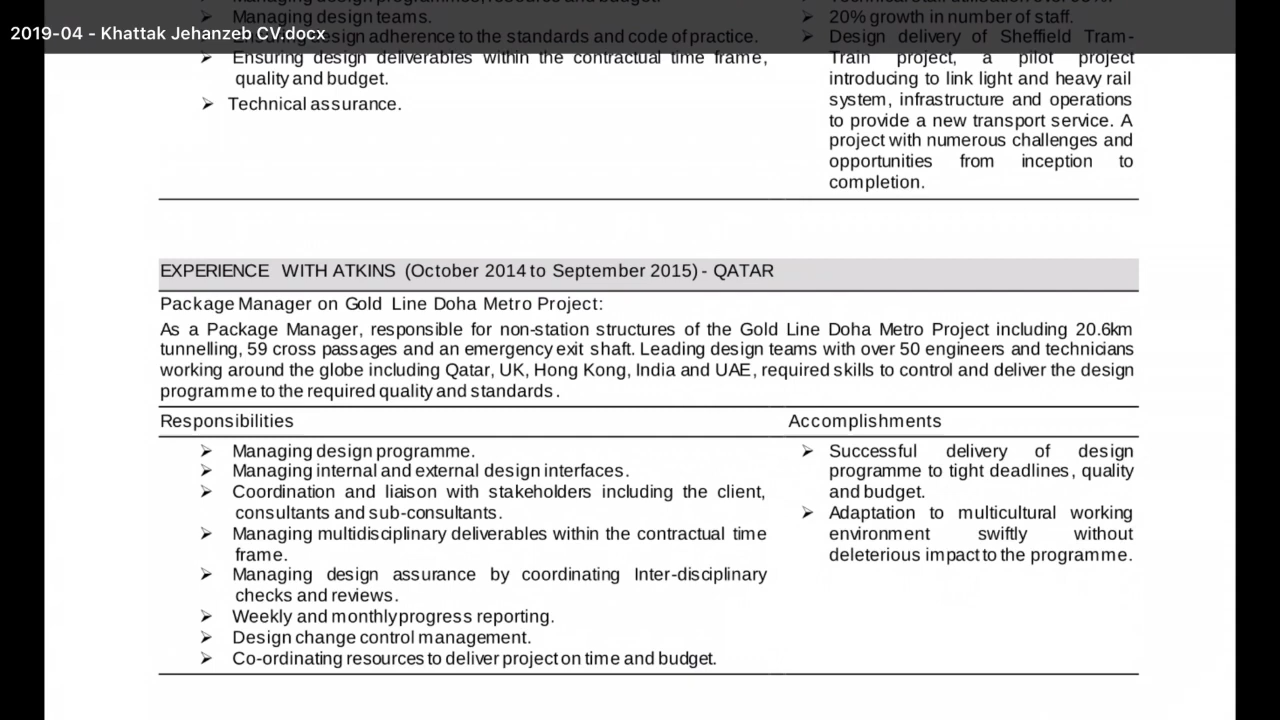 Managing design programmes, resource and budget.
Managing design teams.
2019-04 - Khattak Jehanzeb CV.docx
Ensuring design adherence to the standards and code of practice.
Ensuring design deliverables within the contractual time frame,
quality and budget.
Technical assurance.
20% growth in number of staff.
Design delivery of Sheffield Tram-
Train project, a pilot project
introducing to link light and heavy rail
system, infrastructure and operations
to provide a new transport service. A
project with numerous challenges and
opportunities from inception to
completion.
EXPERIENCE WITH ATKINS (October 2014 to September 2015) - QATAR
Package Manager on Gold Line Doha Metro Project:
As a Package Manager, responsible for non-station structures of the Gold Line Doha Metro Project including 20.6km
tunnelling, 59 cross passages and an emergency exit shaft. Leading design teams with over 50 engineers and technicians
working around the globe including Qatar, UK, Hong Kong, India and UAE, required skills to control and deliver the design
programme to the required quality and standards.
Responsibilities
Managing design programme.
Managing internal and external design interfaces.
Coordination and liaison with stakeholders including the client,
consultants and sub-consultants.
Managing multidisciplinary deliverables within the contractual time
frame.
Managing design assurance by coordinating Inter-disciplinary
checks and reviews.
Weekly and monthly progress reporting.
Design change control management.
Co-ordinating resources to deliver project on time and budget.
Accomplishments
Successful delivery of design
programme to tight deadlines, quality
and budget.
Adaptation to multicultural working
environment swiftly without
deleterious impact to the programme.